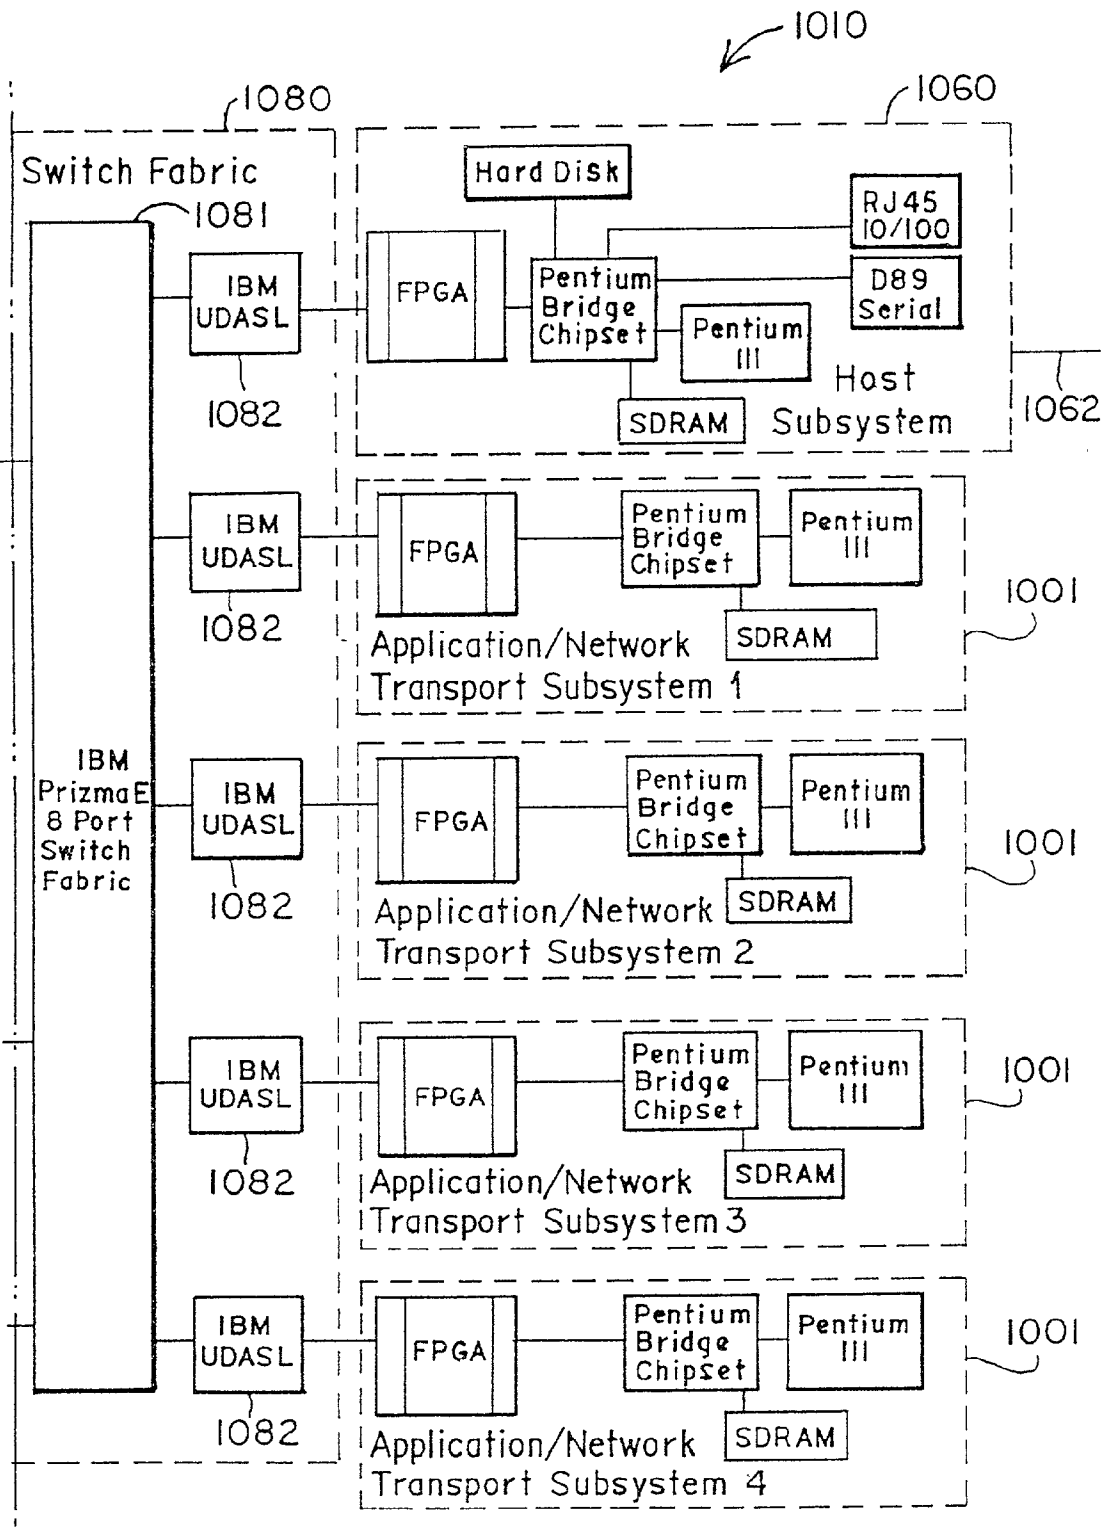 1010
1080
1060
Switch Fabric
1081
Hard Disk
RJ45
10/100
IBM
UDASL
FPGA
Pentium
Bridge
Chipset
D89
Serial
Pentium
III
1082
SDRAM
Host
Subsystem
1062
IBM
UDASL
FPGA
Pentium
Bridge
Chipset
Pentium
III
1082
SDRAM
1001
Application/Network
Transport Subsystem 1
IBM
PrizmaE
8 Port
Switch
Fabric
IBM
UDASL
FPGA
Pentium
Bridge
Chipset
Pentium
III
1001
1082
SDRAM
Application/Network
Transport Subsystem 2
IBM
UDASL
FPGA
Pentium
Bridge
Chipset
Pentium
III
1001
1082
SDRAM
Application/Network
Transport Subsystem 3
IBM
UDASL
FPGA
Pentium
Bridge
Chipset
Pentium
III
1001
1082
SDRAM
Application/Network
Transport Subsystem 4